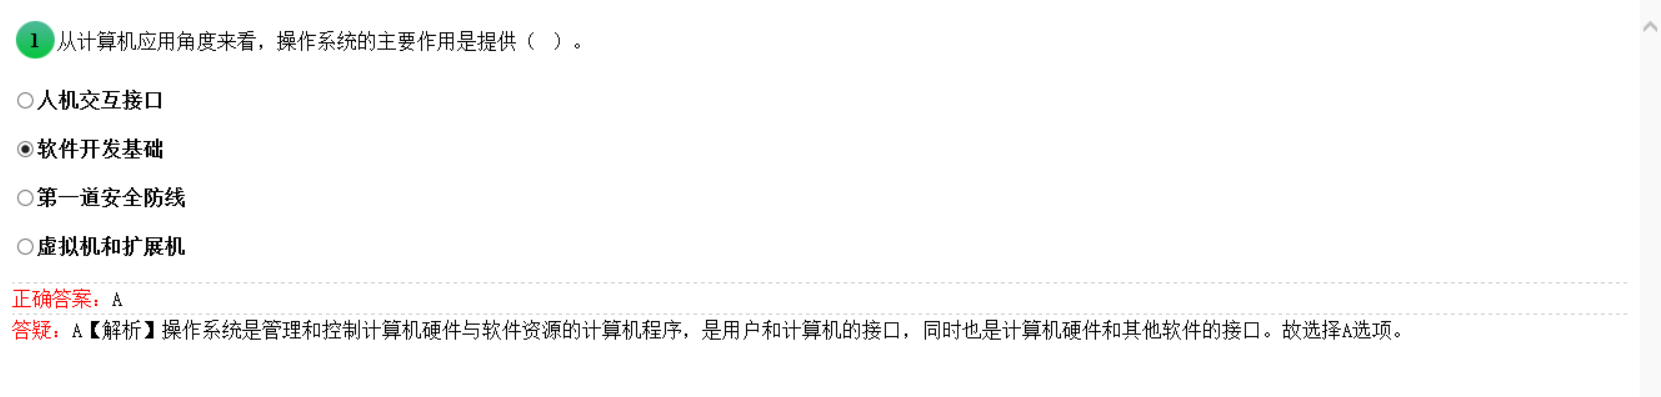 1 从计算机应用角度来看，操作系统的主要作用是提供（ ）。
人机交互接口
软件开发基础
第一道安全防线
虚拟机和扩展机
正确答案：A
答疑：A【解析】操作系统是管理和控制计算机硬件与软件资源的计算机程序，是用户和计算机的接口，同时也是计算机硬件和其他软件的接口。故选择A选项。